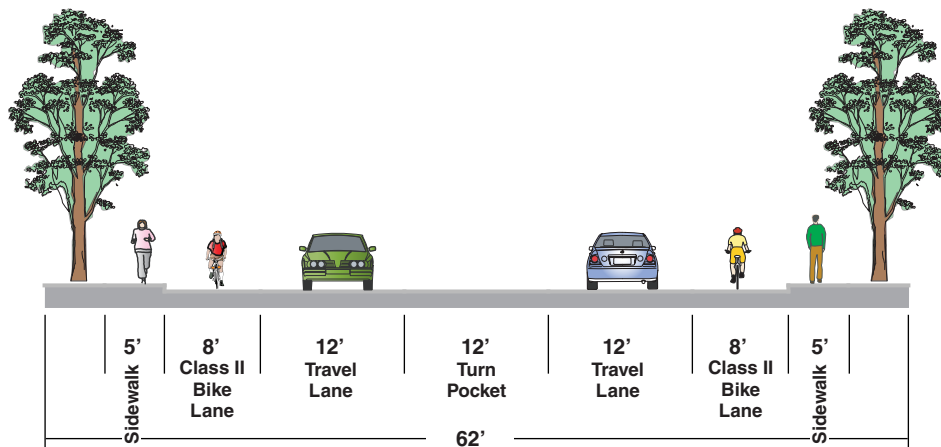 5’
Sidewalk
8’
Class II
Bike
Lane
12’
Travel
Lane
12’
Turn
Pocket
12’
Travel
Lane
8’
Class II
Bike
Lane
5’
Sidewalk
62’